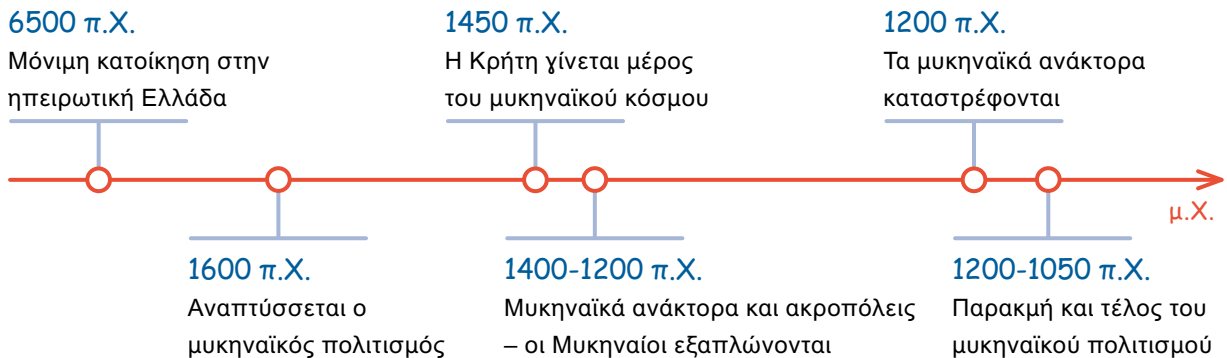 6500 π.Χ.
Μόνιμη κατοίκηση στην
ηπειρωτική Ελλάδα
1450 π.Χ.
Η Κρήτη γίνεται μέρος
του μυκηναϊκού κόσμου
1200 π.Χ.
Τα μυκηναϊκά ανάκτορα
καταστρέφονται
μ.Χ.
1600 π.Χ.
Αναπτύσσεται ο
μυκηναϊκός πολιτισμός
1400-1200 π.Χ.
Μυκηναϊκά ανάκτορα και ακροπόλεις
– οι Μυκηναίοι εξαπλώνονται
1200-1050 π.Χ.
Παρακμή και τέλος του
μυκηναϊκού πολιτισμού